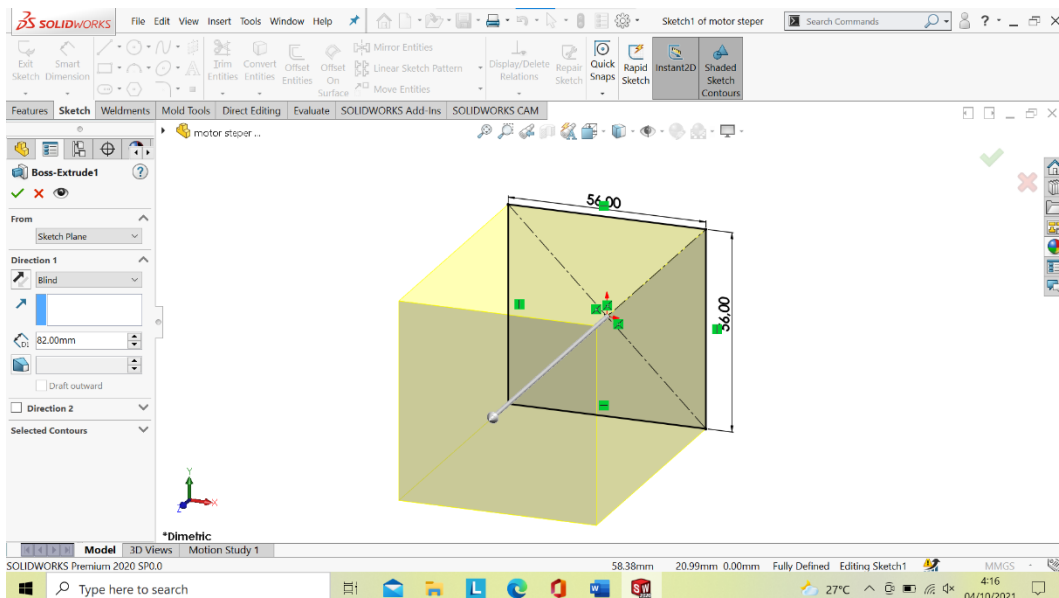 SOLIDWORKS File Edit View Insert Tools Window Help Sketch1 of motor steper Search Commands ?
Exit Sketch Smart Dimension Trim Entities Convert Entities Offset Entities Offset On Surface Mirror Entities Linear Sketch Pattern Move Entities Display/Delete Relations Repair Sketch Quick Snaps Rapid Sketch Instant2D Shaded Sketch Contours
Features Sketch Weldments Mold Tools Direct Editing Evaluate SOLIDWORKS Add-Ins SOLIDWORKS CAM
motor steper ..
Boss-Extrude1 ?
From
Sketch Plane
Direction 1
Blind
D1 82.00mm
Draft outward
Direction 2
Selected Contours
56.00
56.00
Y
X
Z
*Dimetric
Model 3D Views Motion Study 1
SOLIDWORKS Premium 2020 SP0.0 58.38mm 20.99mm 0.00mm Fully Defined Editing Sketch1 MMGS
Type here to search L W SW 27°C 4:16
04/10/2021